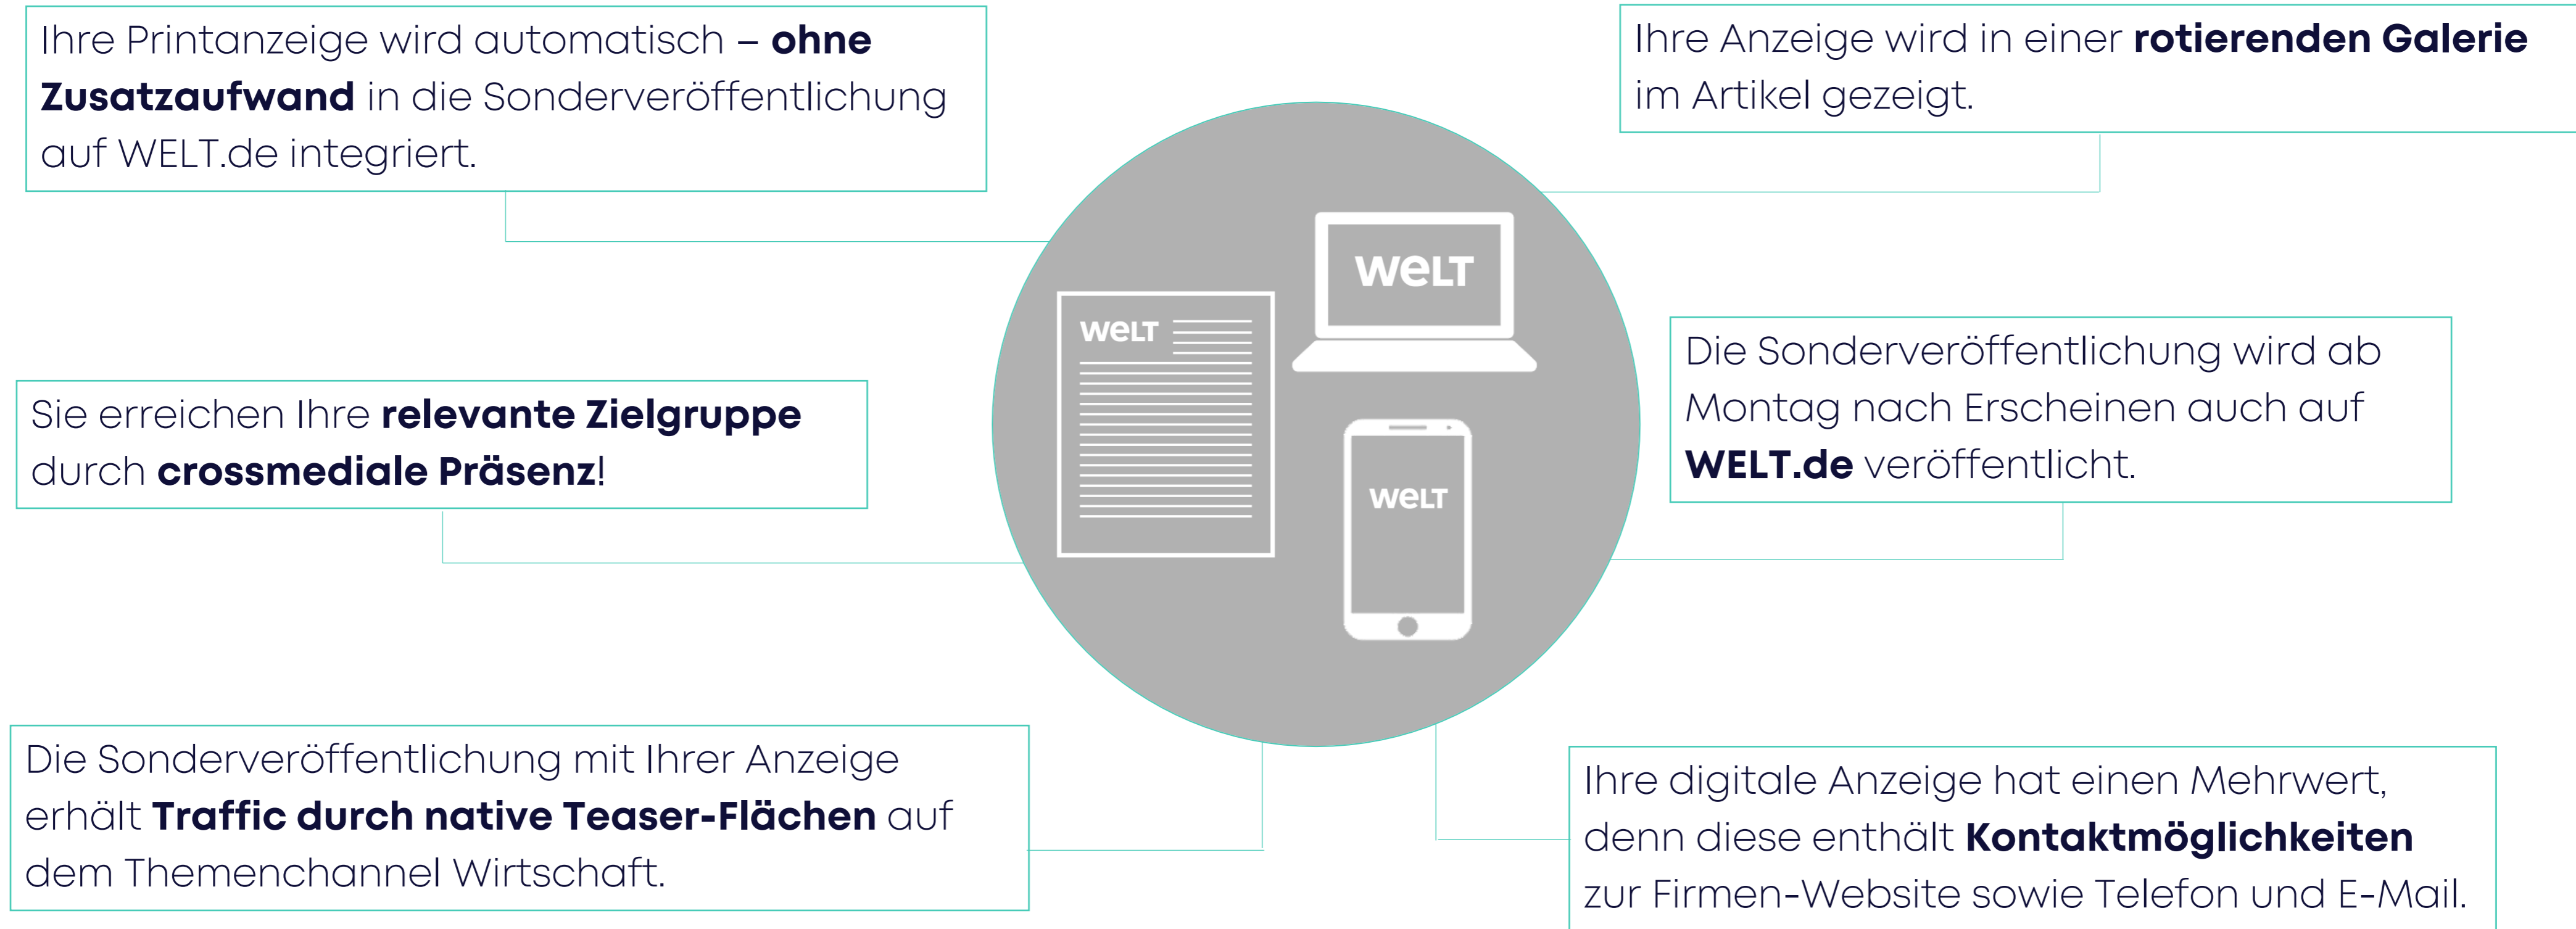 Ihre Printanzeige wird automatisch – ohne
Zusatzaufwand in die Sonderveröffentlichung
auf WELT.de integriert.
Ihre Anzeige wird in einer rotierenden Galerie
im Artikel gezeigt.
WELT
WELT
WELT
Sie erreichen Ihre relevante Zielgruppe
durch crossmediale Präsenz!
Die Sonderveröffentlichung wird ab
Montag nach Erscheinen auch auf
WELT.de veröffentlicht.
Die Sonderveröffentlichung mit Ihrer Anzeige
erhält Traffic durch native Teaser-Flächen auf
dem Themenchannel Wirtschaft.
Ihre digitale Anzeige hat einen Mehrwert,
denn diese enthält Kontaktmöglichkeiten
zur Firmen-Website sowie Telefon und E-Mail.